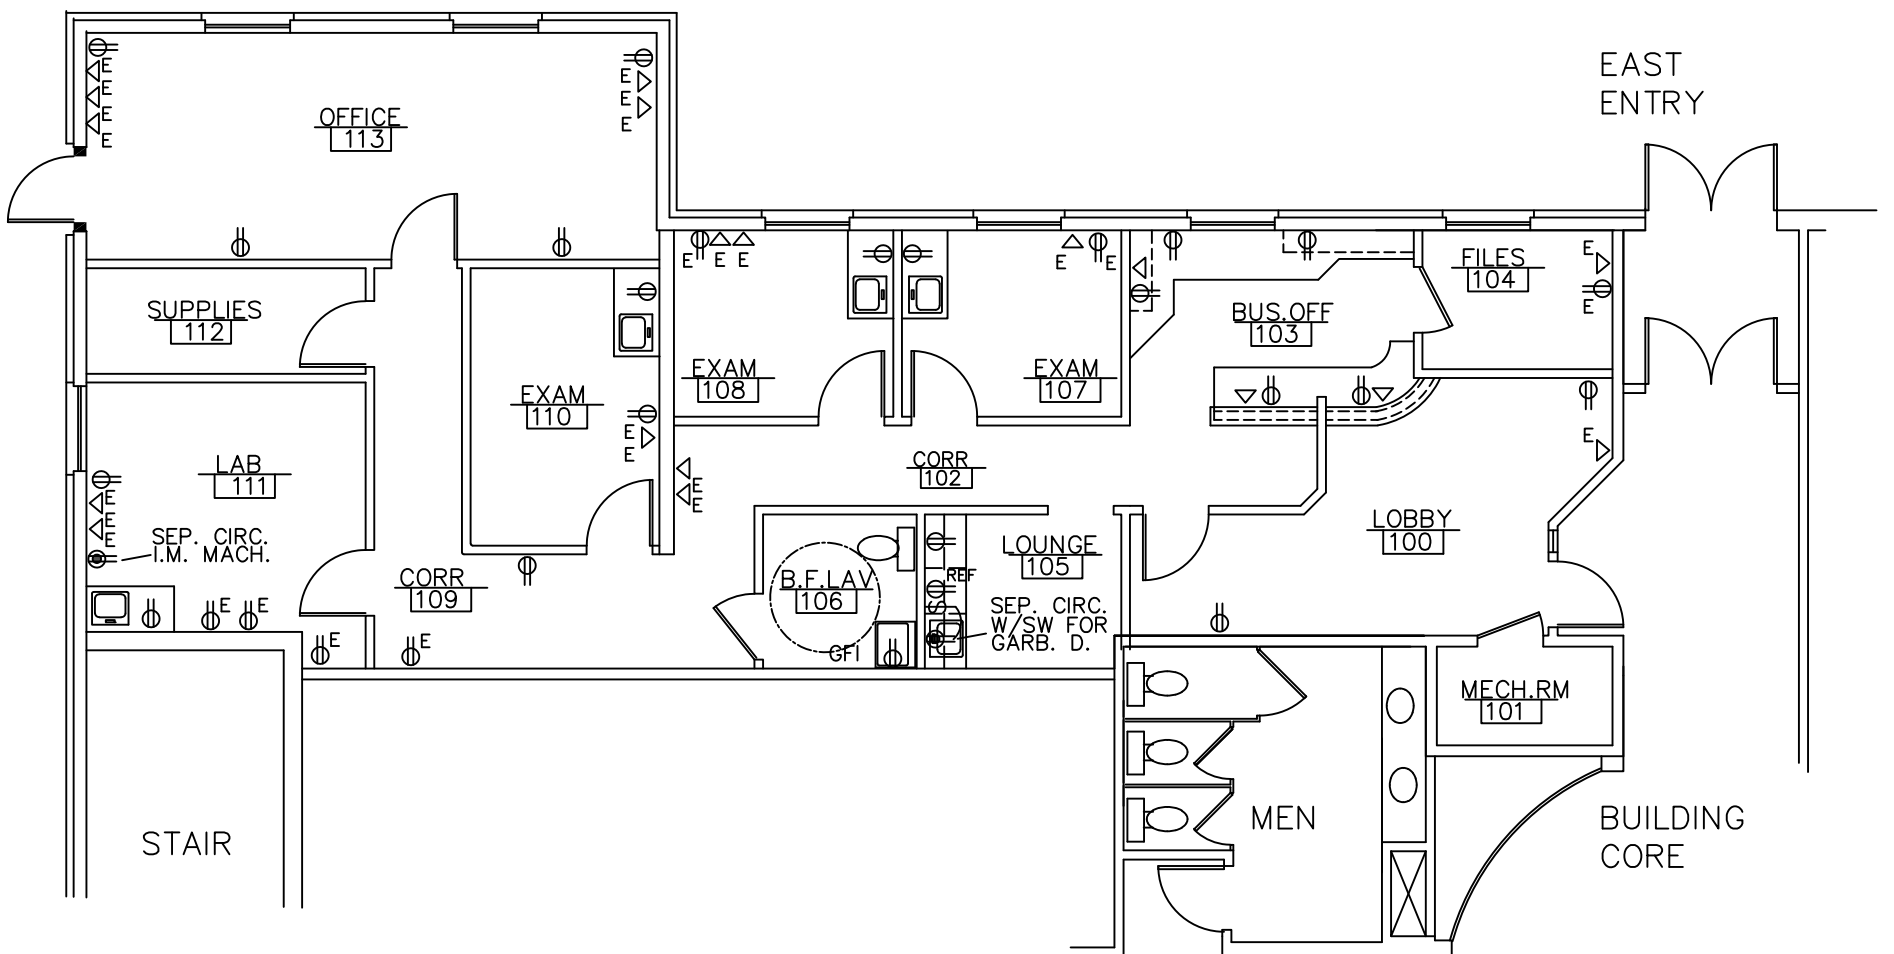 EAST
ENTRY
E
E
E
E
OFFICE
113
E
E
E
E
E
E
E
E
FILES
104
E
E
SUPPLIES
112
BUS.OFF
103
EXAM
108
EXAM
107
EXAM
110
E
E
E
LAB
111
E
E
E
SEP. CIRC.
I.M. MACH.
CORR
102
E
E
LOBBY
100
LOUNGE
105
REF
S
SEP. CIRC.
W/SW FOR
GARB. D.
B.F.LAV
106
GFI
CORR
109
E
E
E
E
MECH.RM
101
STAIR
MEN
BUILDING
CORE